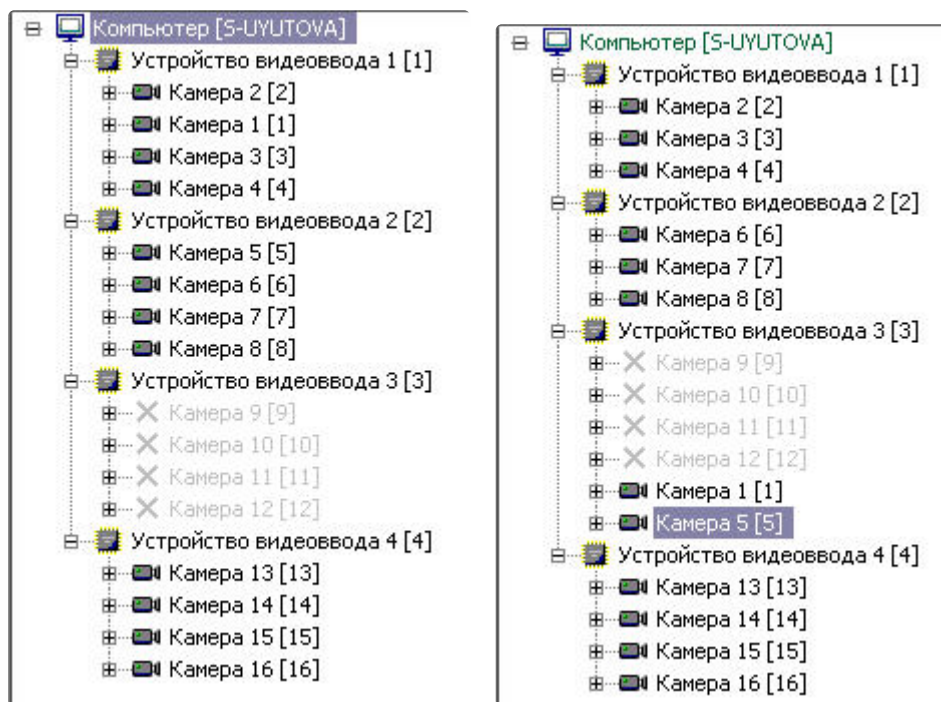 Компьютер [S-UYUTOVA]
Устройство видеоввода 1 [1]
Камера 2 [2]
Камера 1 [1]
Камера 3 [3]
Камера 4 [4]
Устройство видеоввода 2 [2]
Камера 5 [5]
Камера 6 [6]
Камера 7 [7]
Камера 8 [8]
Устройство видеоввода 3 [3]
Камера 9 [9]
Камера 10 [10]
Камера 11 [11]
Камера 12 [12]
Устройство видеоввода 4 [4]
Камера 13 [13]
Камера 14 [14]
Камера 15 [15]
Камера 16 [16]
Компьютер [S-UYUTOVA]
Устройство видеоввода 1 [1]
Камера 2 [2]
Камера 3 [3]
Камера 4 [4]
Устройство видеоввода 2 [2]
Камера 6 [6]
Камера 7 [7]
Камера 8 [8]
Устройство видеоввода 3 [3]
Камера 9 [9]
Камера 10 [10]
Камера 11 [11]
Камера 12 [12]
Камера 1 [1]
Камера 5 [5]
Устройство видеоввода 4 [4]
Камера 13 [13]
Камера 14 [14]
Камера 15 [15]
Камера 16 [16]